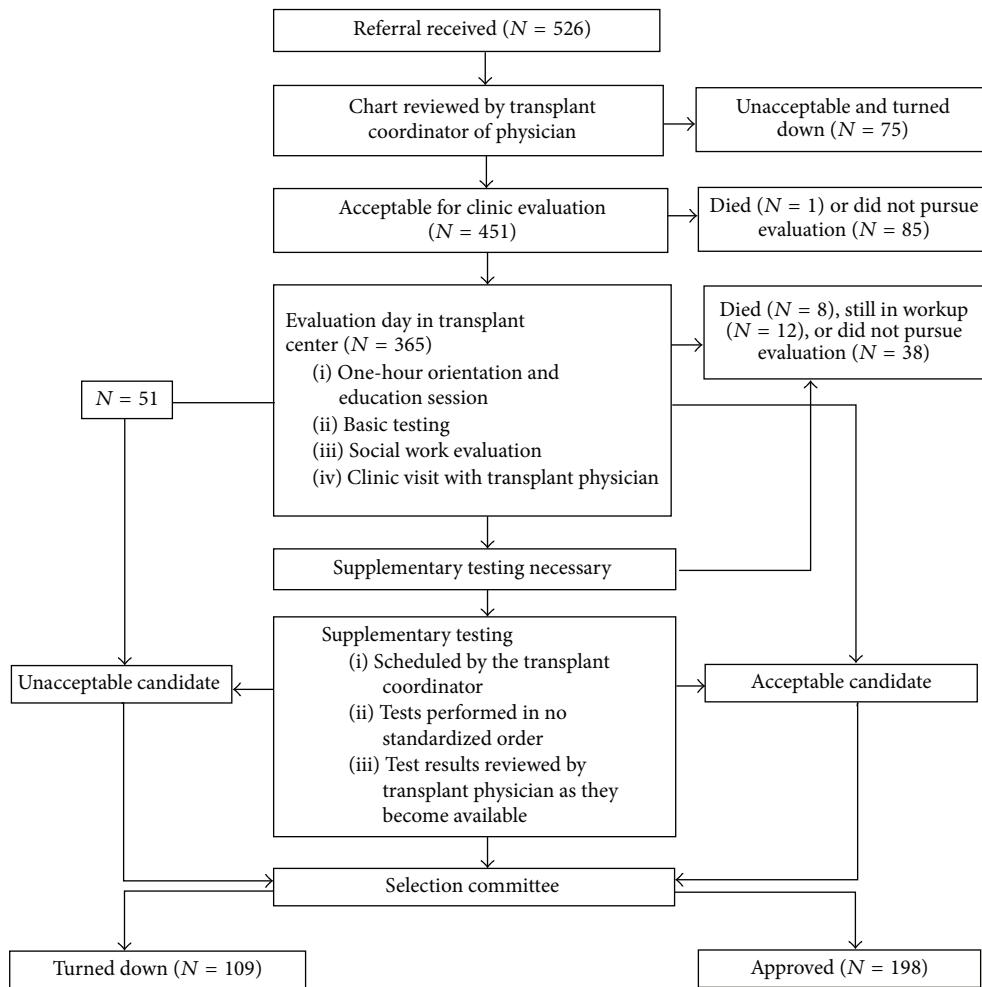 Referral received (N = 526)
Chart reviewed by transplant
coordinator of physician
Unacceptable and turned
down (N = 75)
Acceptable for clinic evaluation
(N = 451)
Died (N = 1) or did not pursue
evaluation (N = 85)
Evaluation day in transplant
center (N = 365)
(i) One-hour orientation and
education session
(ii) Basic testing
(iii) Social work evaluation
(iv) Clinic visit with transplant physician
Died (N = 8), still in workup
(N = 12), or did not pursue
evaluation (N = 38)
N = 51
Supplementary testing necessary
Supplementary testing
(i) Scheduled by the transplant
coordinator
(ii) Tests performed in no
standardized order
(iii) Test results reviewed by
transplant physician as they
become available
Unacceptable candidate
Acceptable candidate
Selection committee
Turned down (N = 109)
Approved (N = 198)